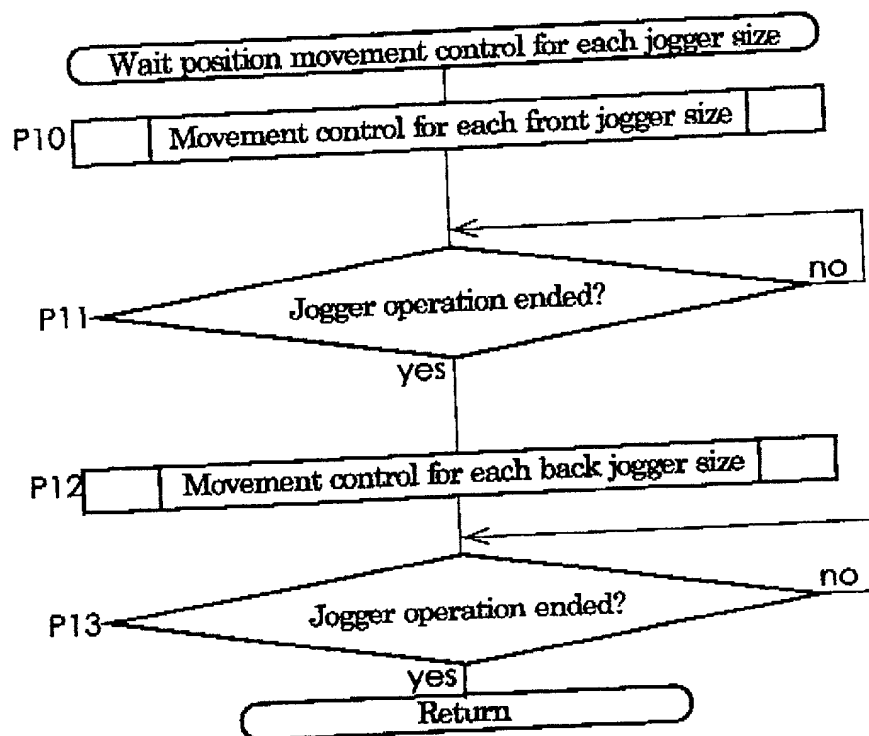 Wait position movement control for each jogger size
P10
Movement control for each front jogger size
no
P11
Jogger operation ended?
yes
P12
Movement control for each back jogger size
no
P13
Jogger operation ended?
yes
Return